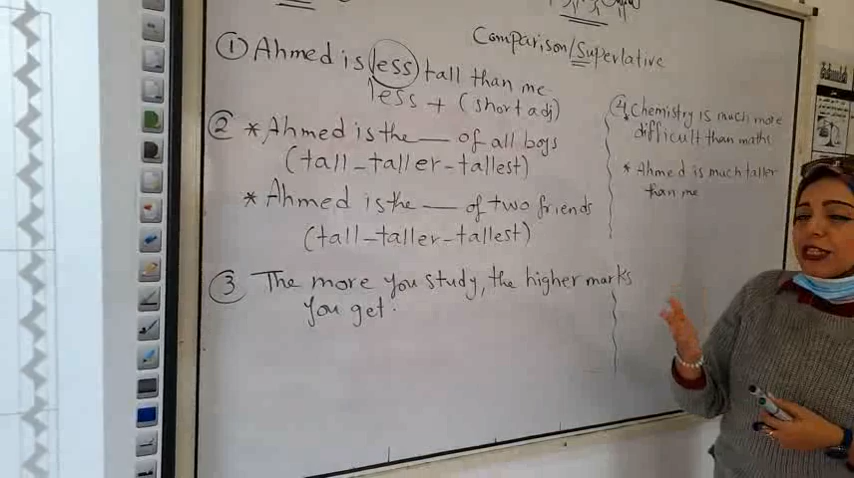 Comparison/Superlative
① Ahmed is less tall than me
less + (short adj)
② * Ahmed is the __ of all boys
(tall - taller - tallest)
* Ahmed is the __ of two friends
(tall - taller - tallest)
③ The more you study, the higher marks
you get.
④ Chemistry is much more
difficult than maths
* Ahmed is much taller
than me